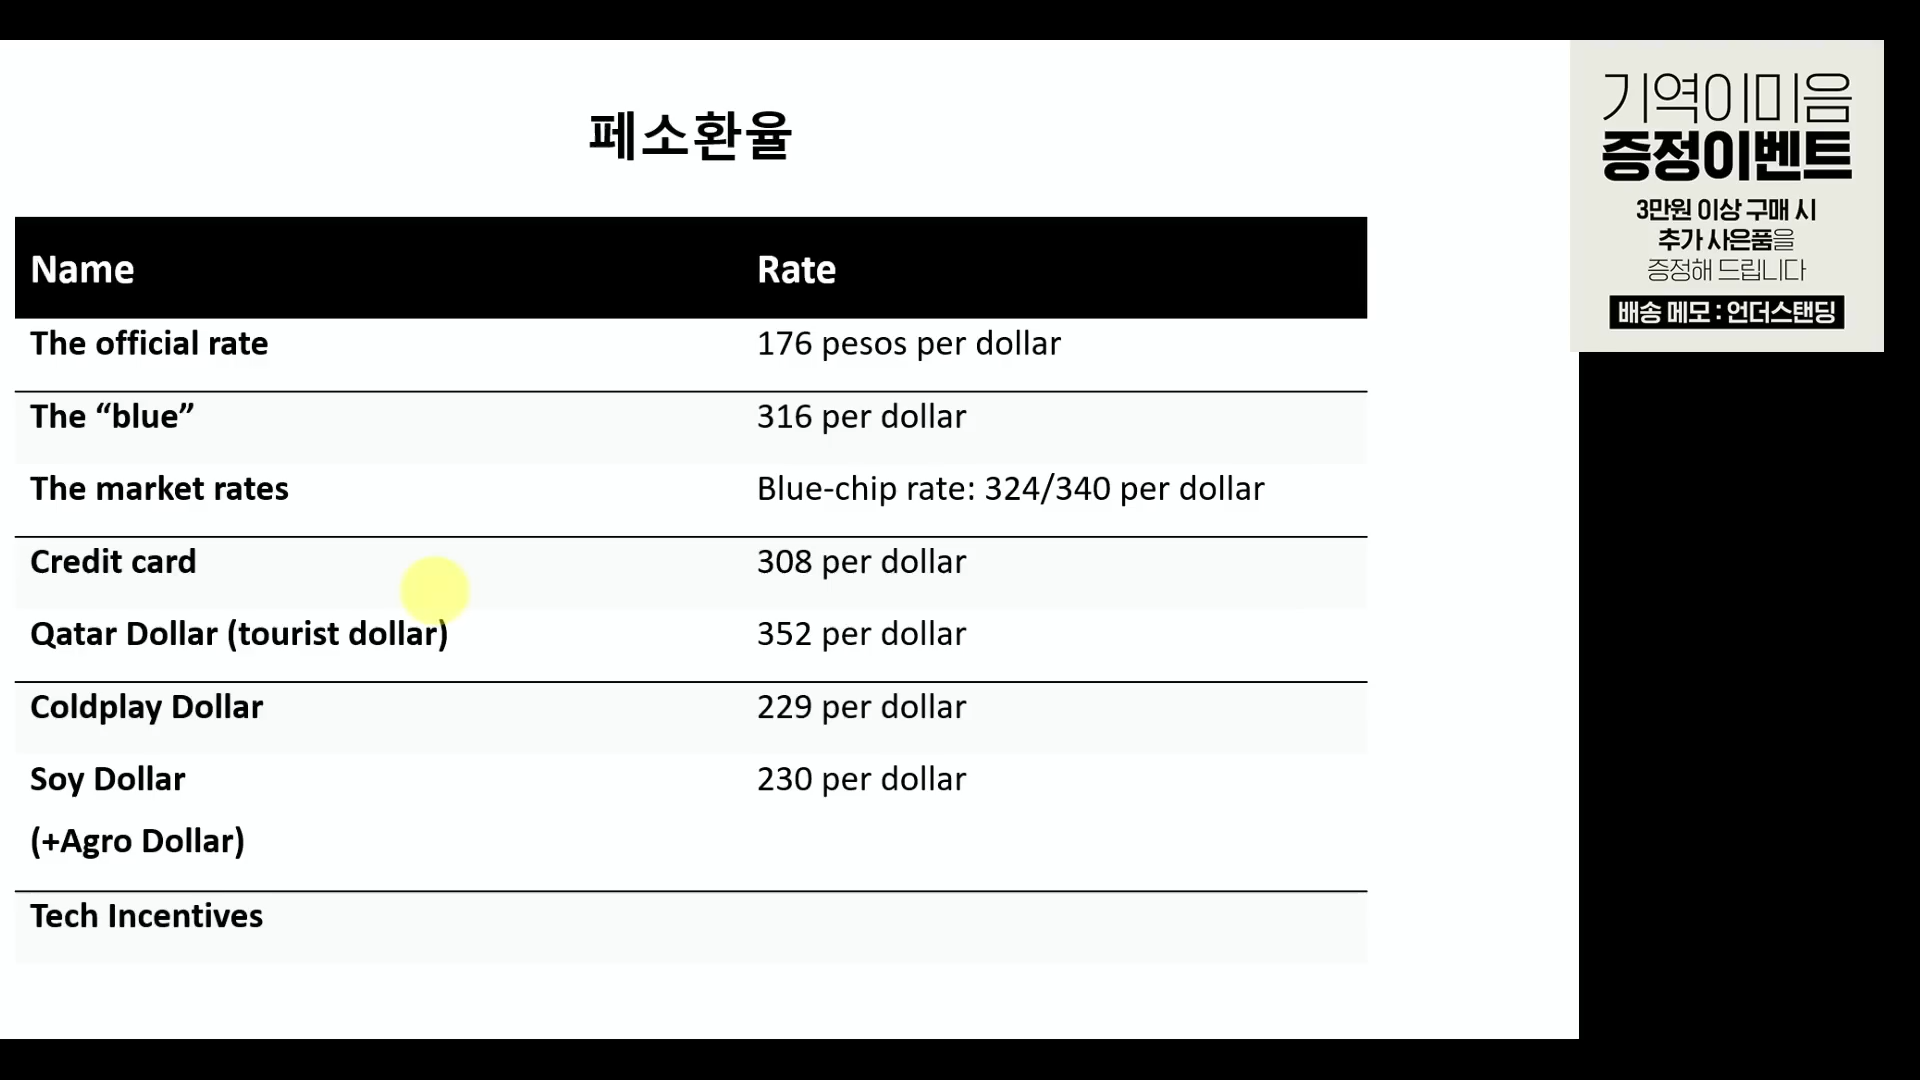 페소환율
Name Rate
The official rate 176 pesos per dollar
The “blue” 316 per dollar
The market rates Blue-chip rate: 324/340 per dollar
Credit card 308 per dollar
Qatar Dollar (tourist dollar) 352 per dollar
Coldplay Dollar 229 per dollar
Soy Dollar 230 per dollar
(+Agro Dollar)
Tech Incentives
기역이미음
증정이벤트
3만원 이상 구매 시
추가 사은품을
증정해 드립니다
배송 메모 : 언더스탠딩